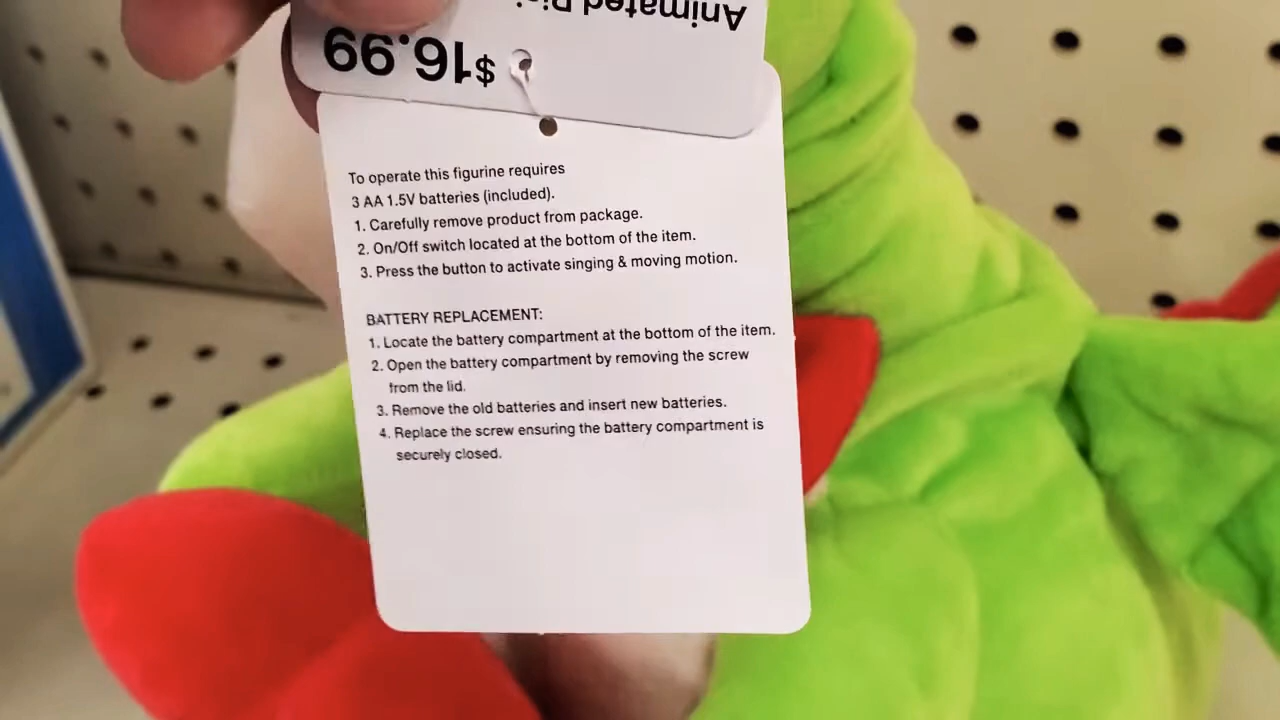 Animated
$16.99
To operate this figurine requires
3 AA 1.5V batteries (included).
1. Carefully remove product from package.
2. On/Off switch located at the bottom of the item.
3. Press the button to activate singing & moving motion.
BATTERY REPLACEMENT:
1. Locate the battery compartment at the bottom of the item.
2. Open the battery compartment by removing the screw
from the lid.
3. Remove the old batteries and insert new batteries.
4. Replace the screw ensuring the battery compartment is
securely closed.